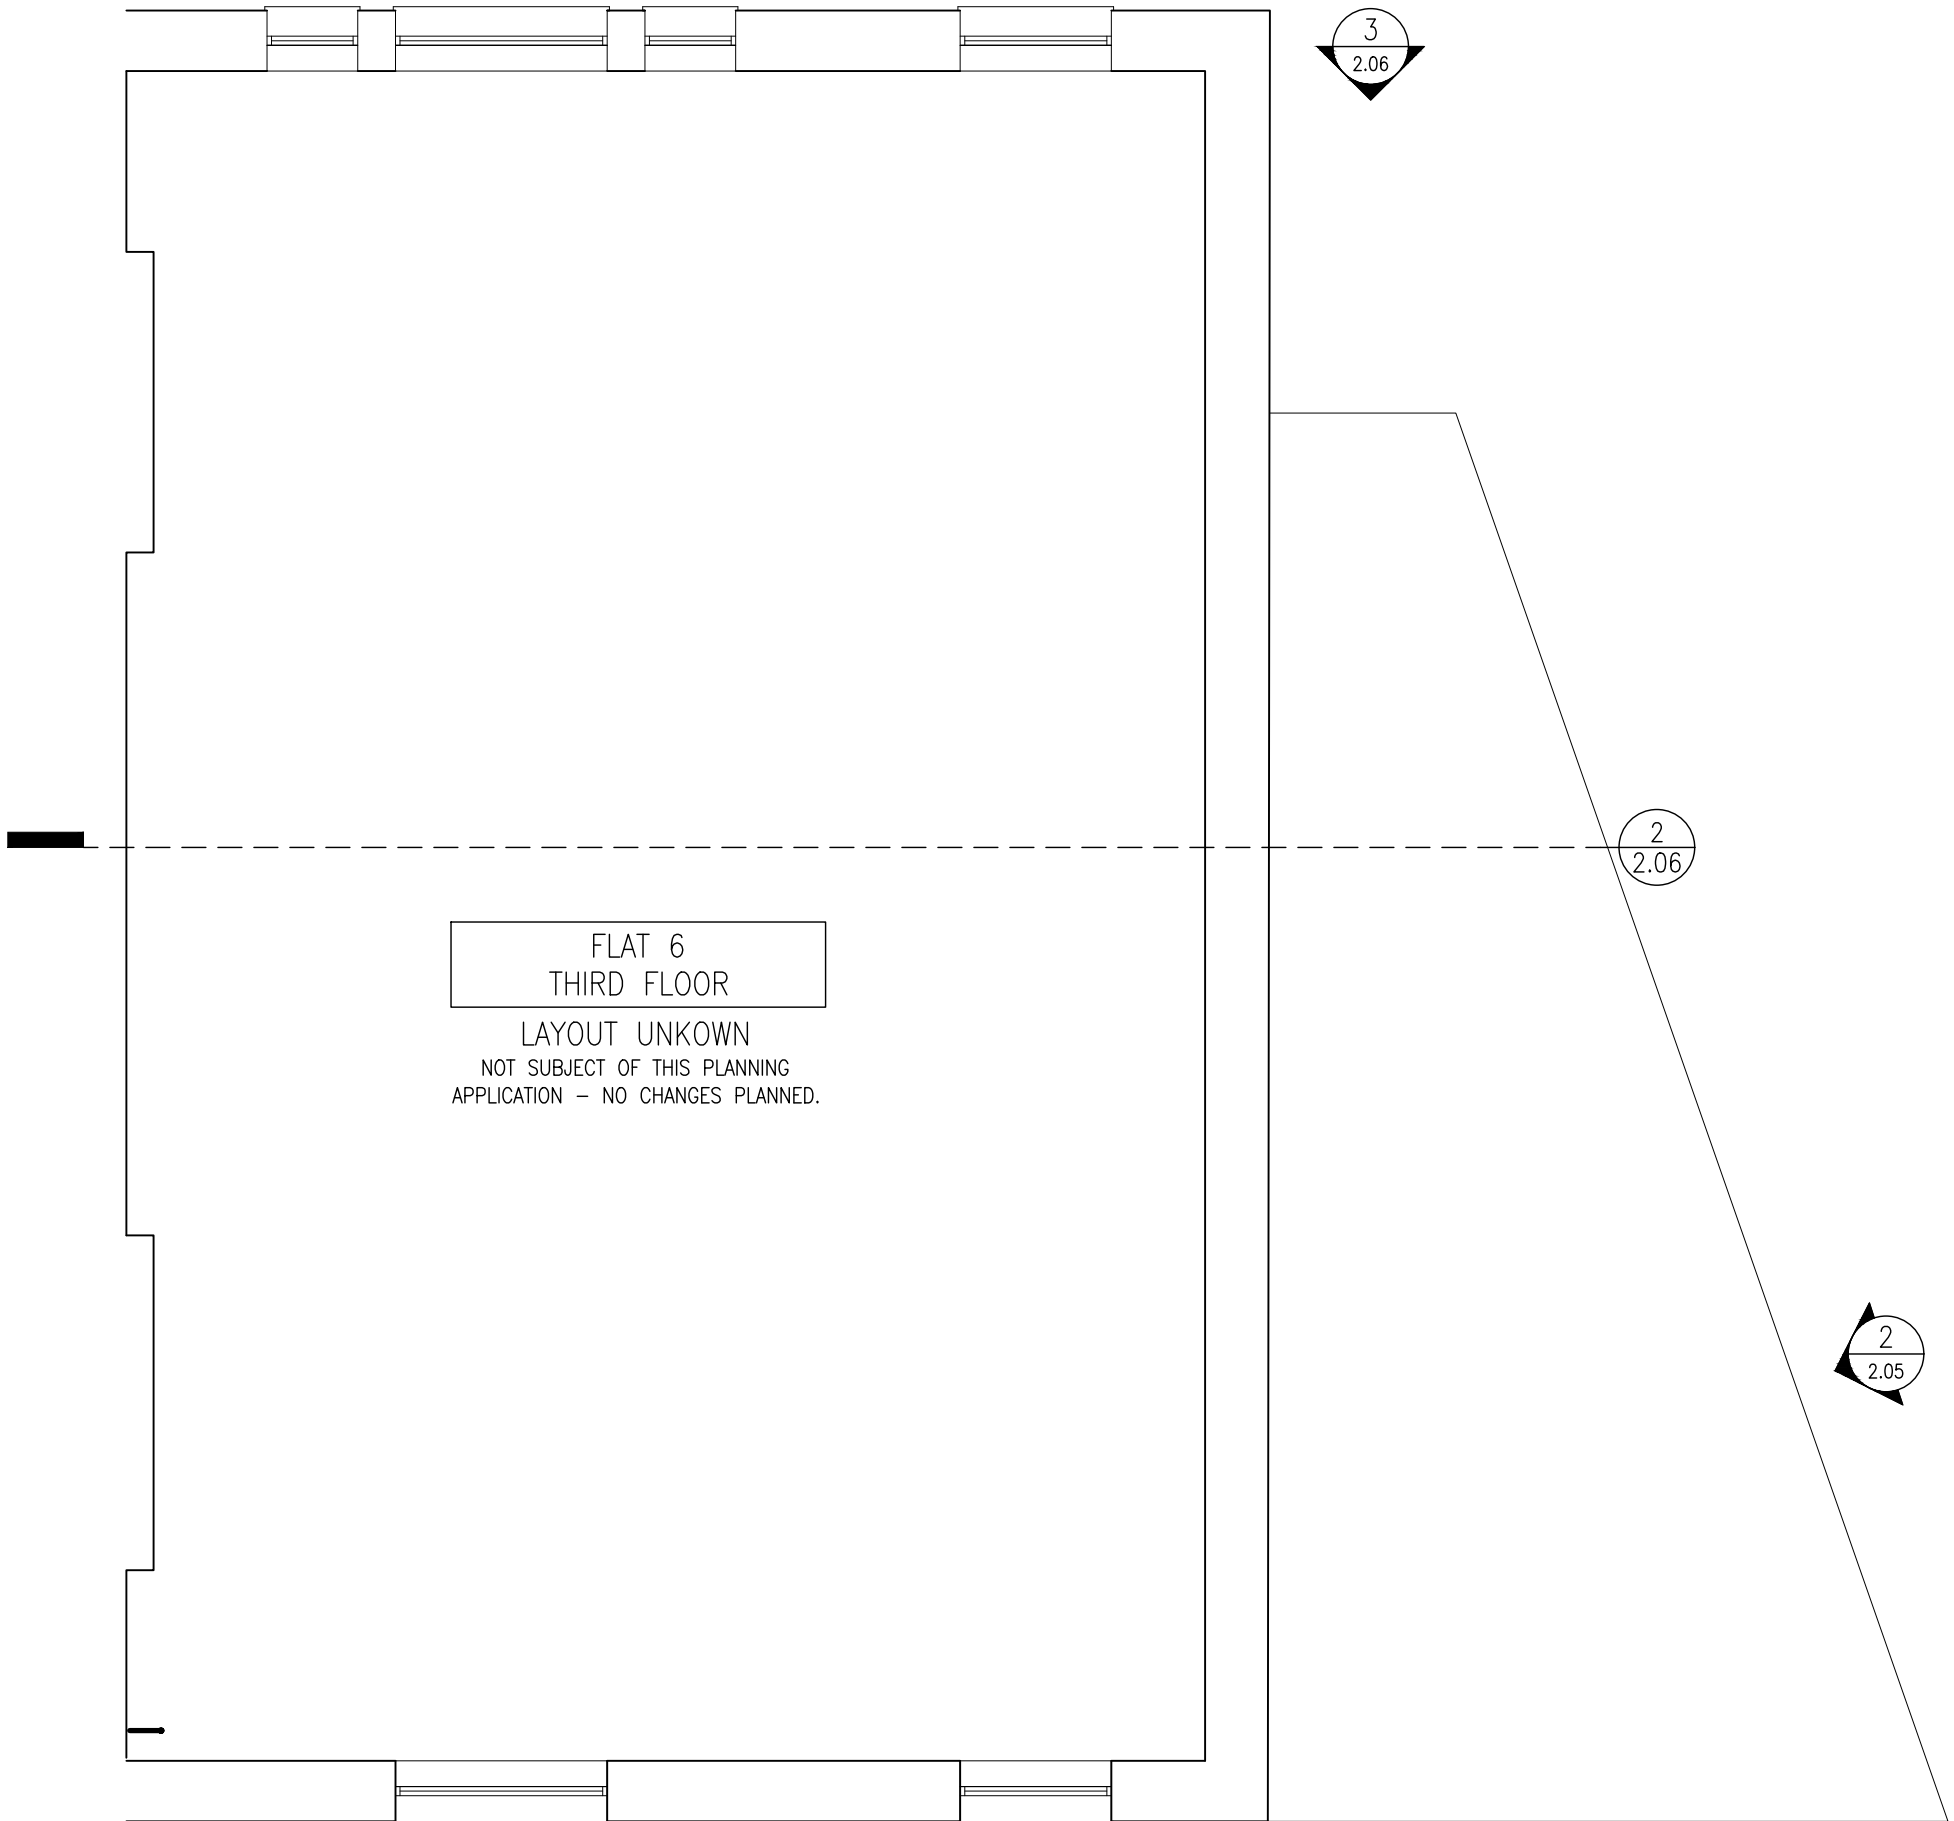 3
2.06
2
2.06
FLAT 6
THIRD FLOOR
LAYOUT UNKOWN
NOT SUBJECT OF THIS PLANNING
APPLICATION – NO CHANGES PLANNED.
2
2.05